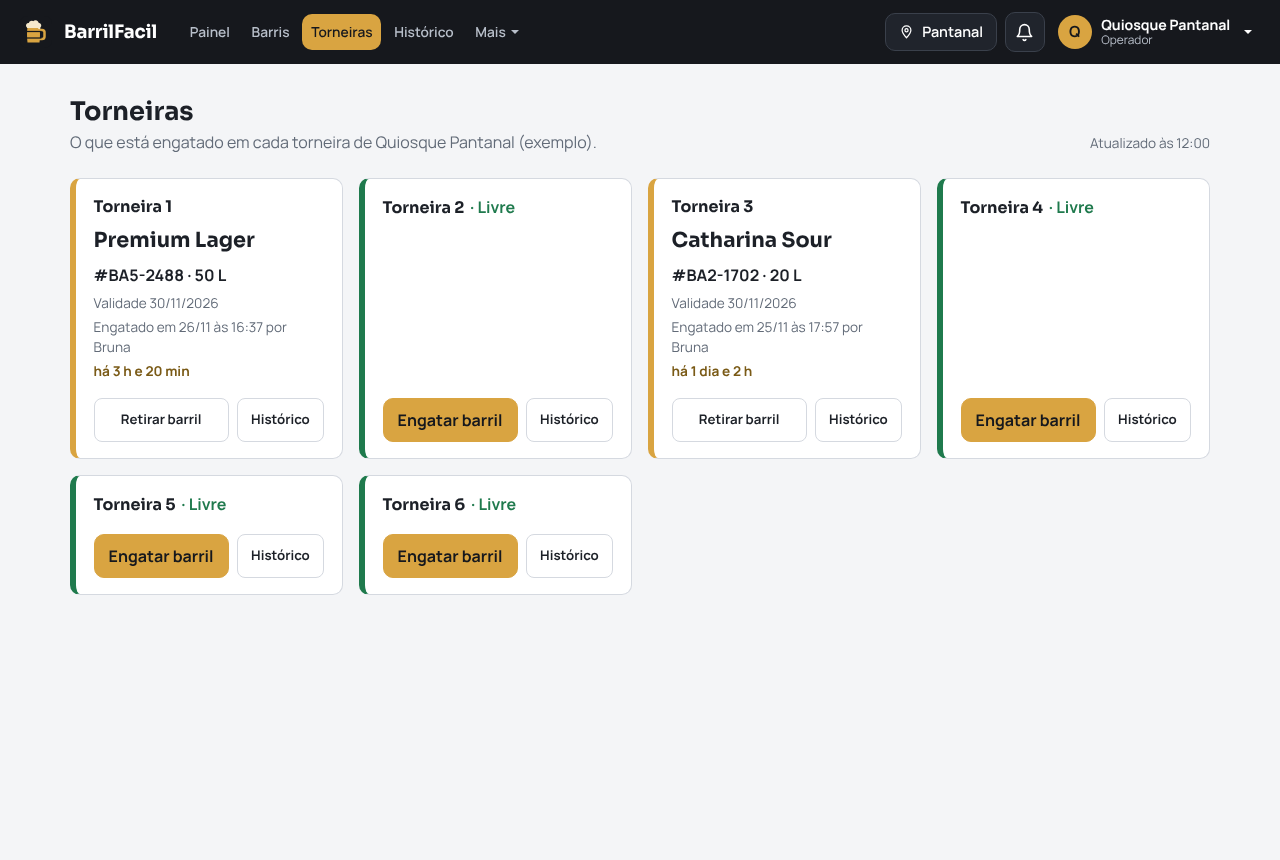 BarrilFacil
Painel
Barris
Torneiras
Histórico
Mais
Pantanal
Q
Quiosque Pantanal
Operador
Torneiras
O que está engatado em cada torneira de Quiosque Pantanal (exemplo).
Atualizado às 12:00
Torneira 1
Premium Lager
#BA5-2488 · 50 L
Validade 30/11/2026
Engatado em 26/11 às 16:37 por
Bruna
há 3 h e 20 min
Retirar barril
Histórico
Torneira 2 · Livre
Engatar barril
Histórico
Torneira 3
Catharina Sour
#BA2-1702 · 20 L
Validade 30/11/2026
Engatado em 25/11 às 17:57 por
Bruna
há 1 dia e 2 h
Retirar barril
Histórico
Torneira 4 · Livre
Engatar barril
Histórico
Torneira 5 · Livre
Engatar barril
Histórico
Torneira 6 · Livre
Engatar barril
Histórico